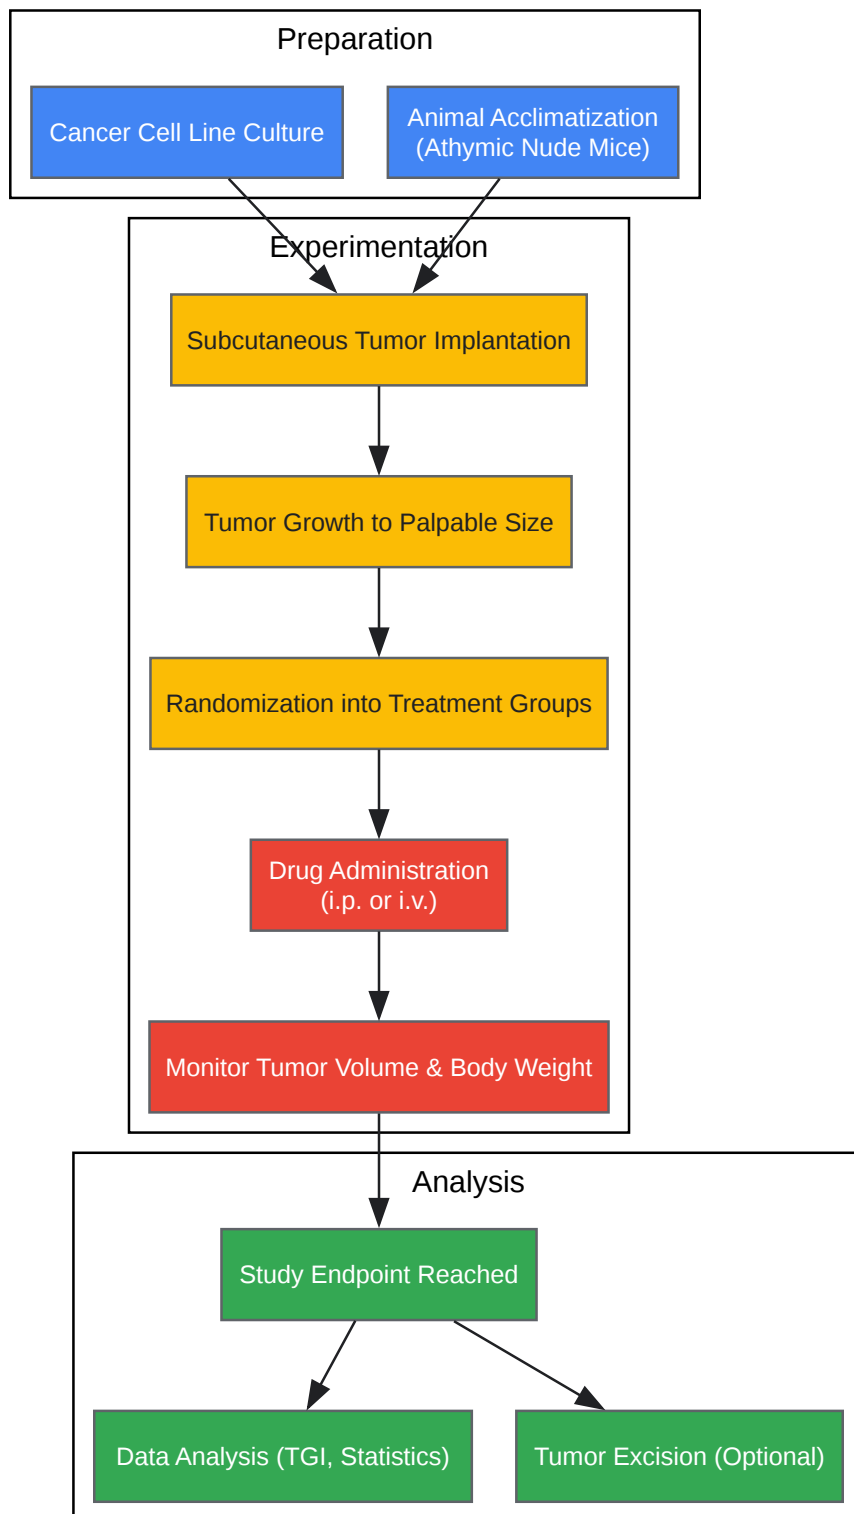 Preparation
Cancer Cell Line Culture
Animal Acclimatization
(Athymic Nude Mice)
Experimentation
Subcutaneous Tumor Implantation
Tumor Growth to Palpable Size
Randomization into Treatment Groups
Drug Administration
(i.p. or i.v.)
Monitor Tumor Volume & Body Weight
Analysis
Study Endpoint Reached
Data Analysis (TGI, Statistics)
Tumor Excision (Optional)